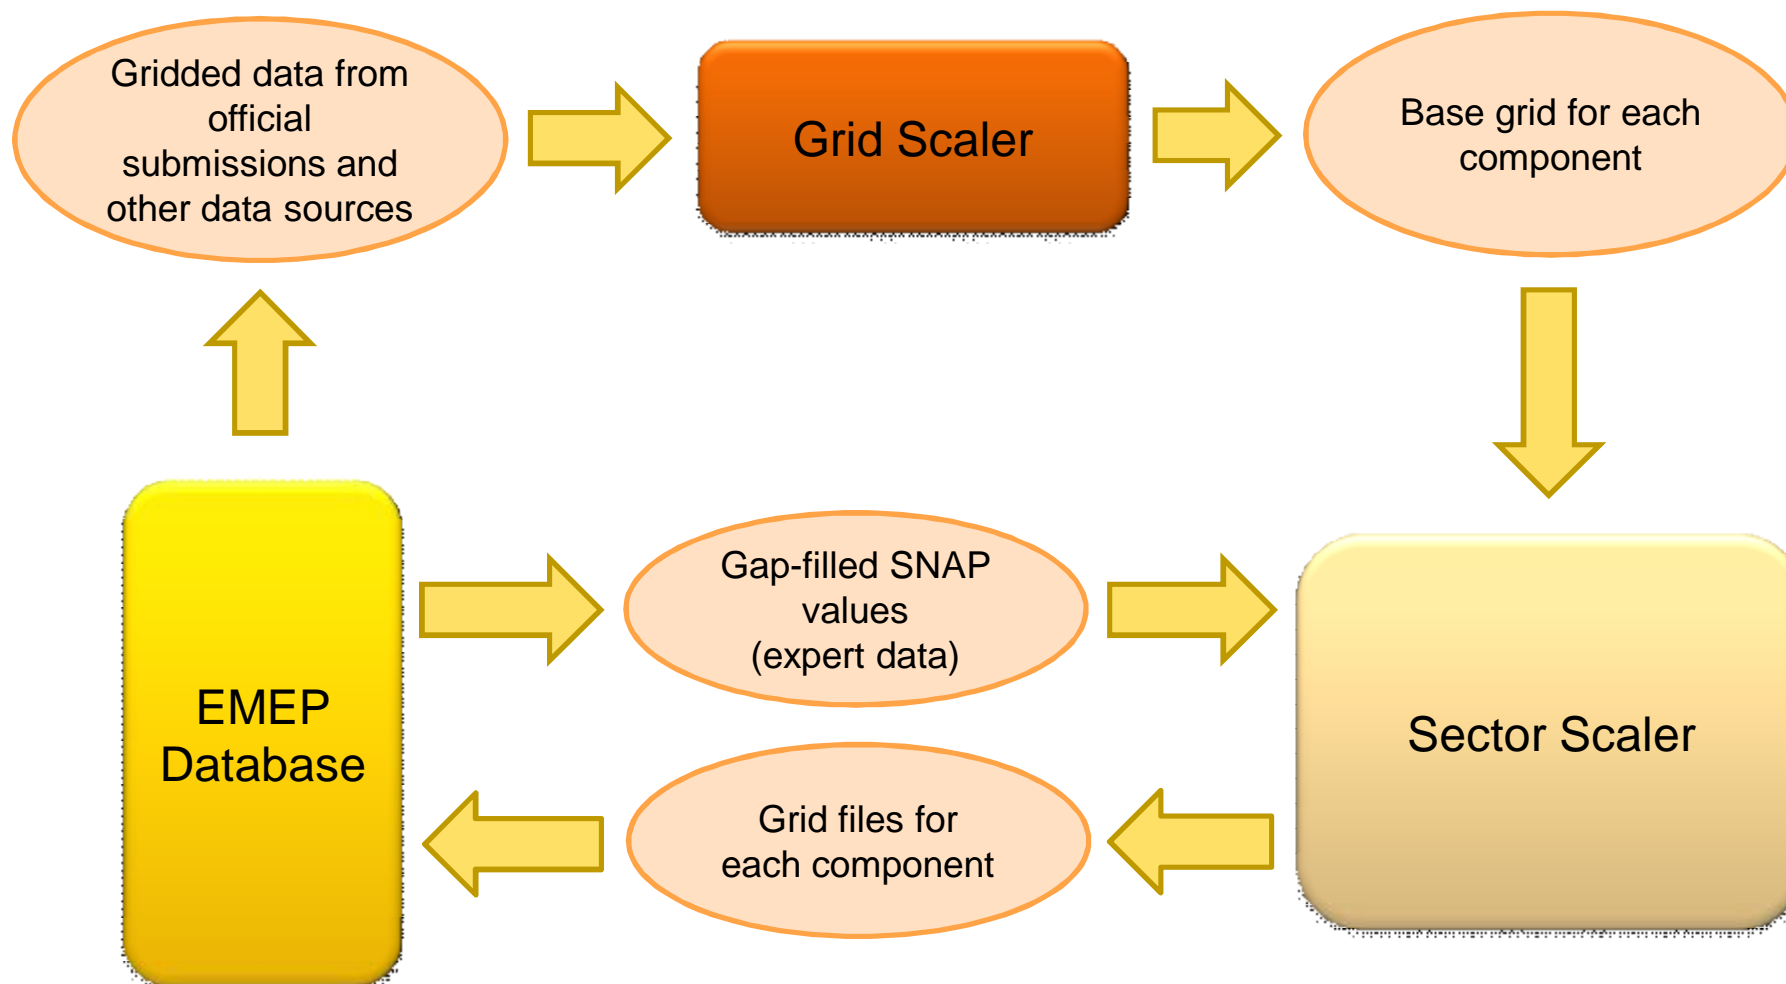 Gridded data from
official
submissions and
other data sources
Grid Scaler
Base grid for each
component
Gap-filled SNAP
values
(expert data)
EMEP
Database
Sector Scaler
Grid files for
each component